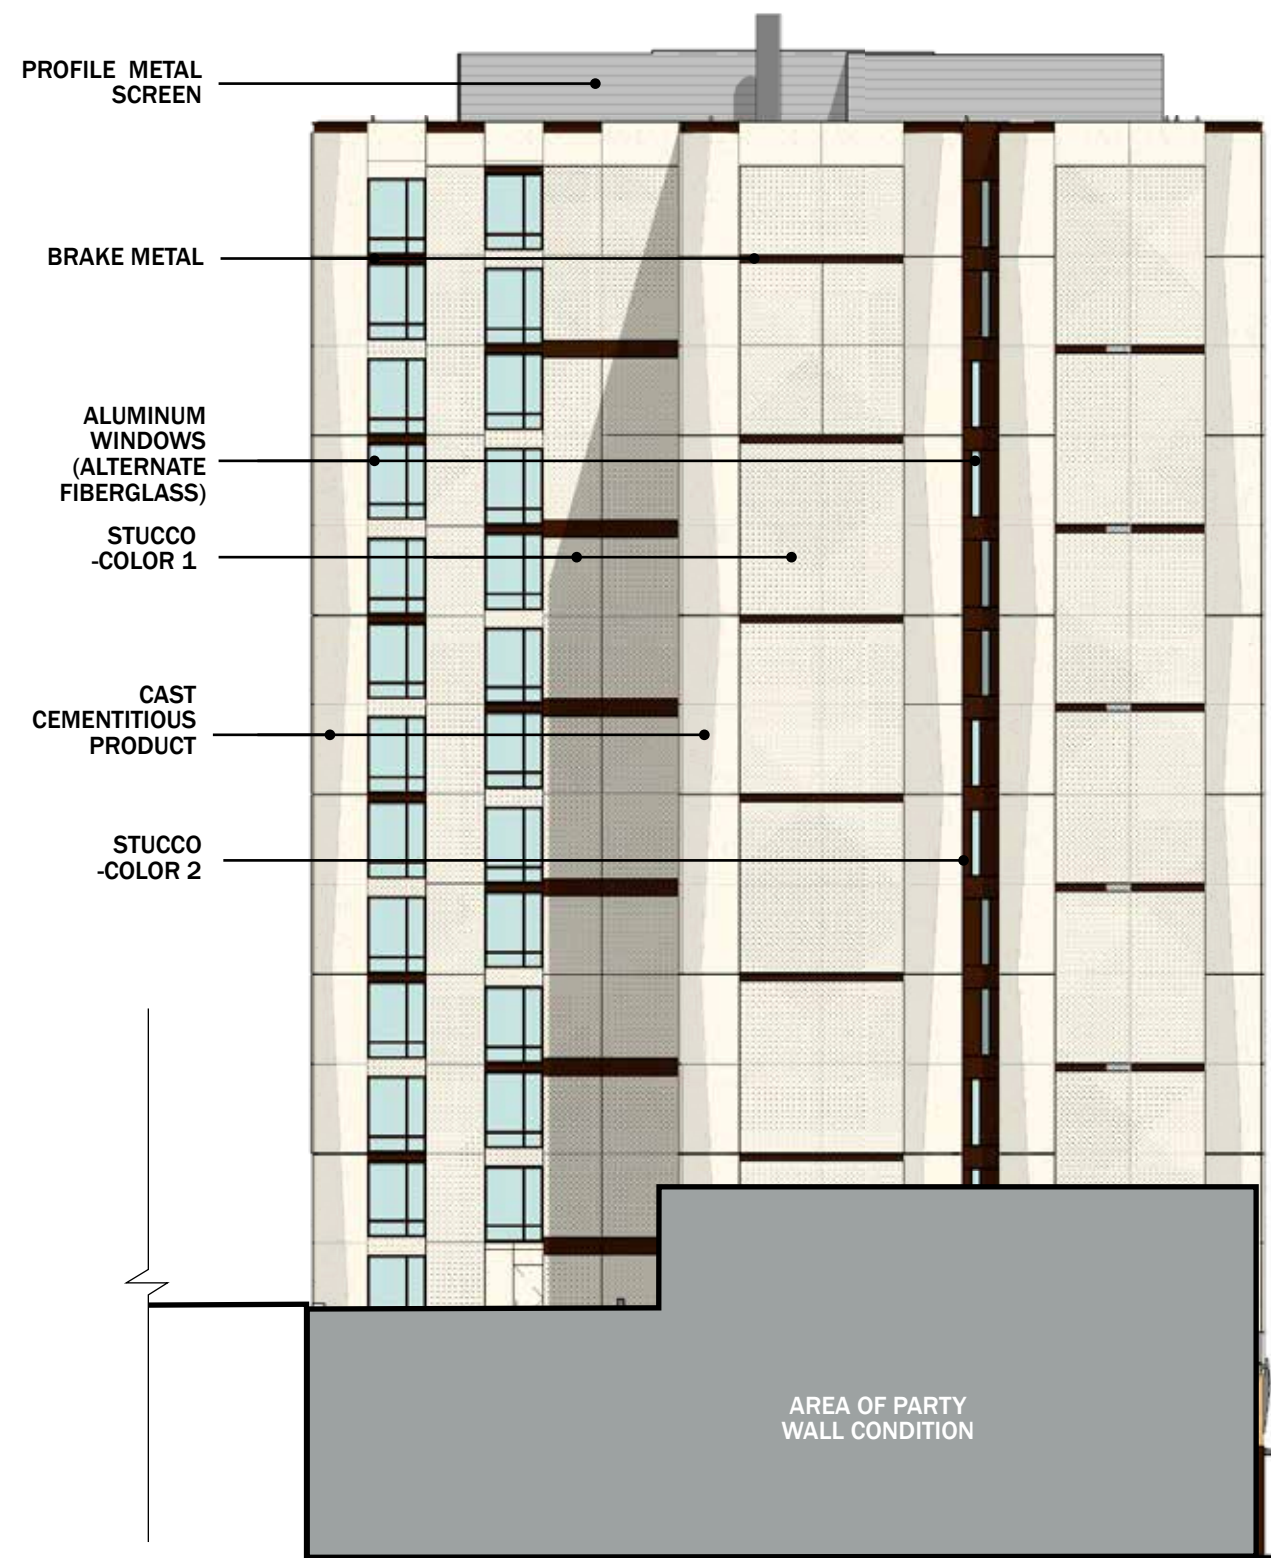 PROFILE METAL
SCREEN
BRAKE METAL
ALUMINUM
WINDOWS
(ALTERNATE
FIBERGLASS)
STUCCO
-COLOR 1
CAST
CEMENTITIOUS
PRODUCT
STUCCO
-COLOR 2
AREA OF PARTY
WALL CONDITION